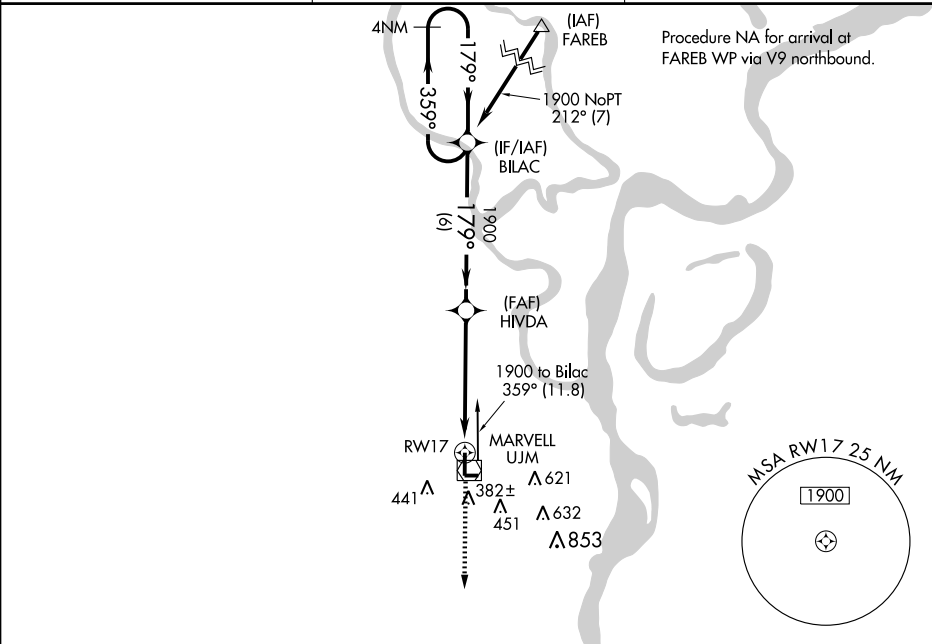 4NM
(IAF)
FAREB
Procedure NA for arrival at
FAREB WP via V9 northbound.
179°
359°
1900 NoPT
212° (7)
(IF/IAF)
BILAC
1900
179°
(6)
(FAF)
HIVDA
1900 to Bilac
359° (11.8)
RW17
MARVELL
UJM
621
441
382±
451
632
853
MSA RW17 25 NM
1900